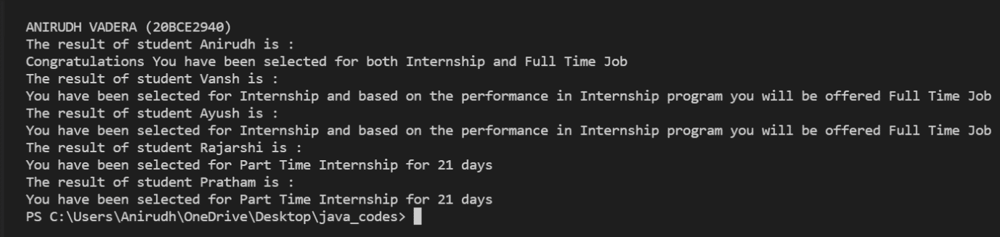 ANIRUDH VADERA (20BCE2940)
The result of student Anirudh is :
Congratulations You have been selected for both Internship and Full Time Job
The result of student Vansh is :
You have been selected for Internship and based on the performance in Internship program you will be offered Full Time Job
The result of student Ayush is :
You have been selected for Internship and based on the performance in Internship program you will be offered Full Time Job
The result of student Rajarshi is :
You have been selected for Part Time Internship for 21 days
The result of student Pratham is :
You have been selected for Part Time Internship for 21 days
PS C:\Users\Anirudh\OneDrive\Desktop\java_codes>